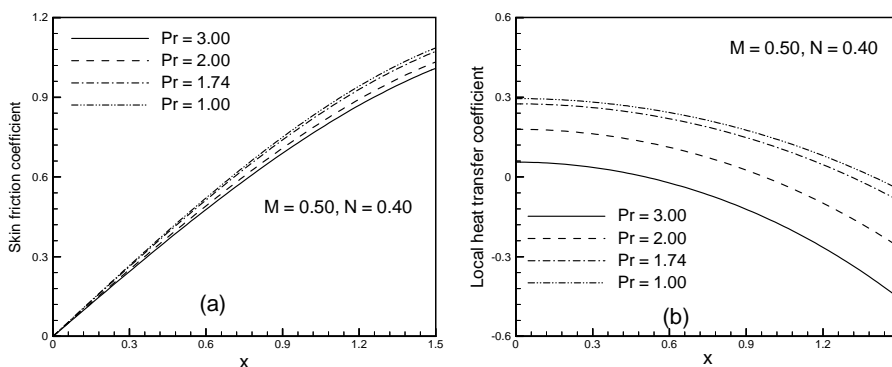 Skin friction coefficient
1.2
0.9
0.6
0.3
0
Pr = 3.00
Pr = 2.00
Pr = 1.74
Pr = 1.00
M = 0.50, N = 0.40
(a)
0 0.3 0.6 0.9 1.2 1.5
x
Local heat transfer coefficient
0.6
0.3
0
-0.3
-0.6
M = 0.50, N = 0.40
Pr = 3.00
Pr = 2.00
Pr = 1.74
Pr = 1.00
(b)
0 0.3 0.6 0.9 1.2
x